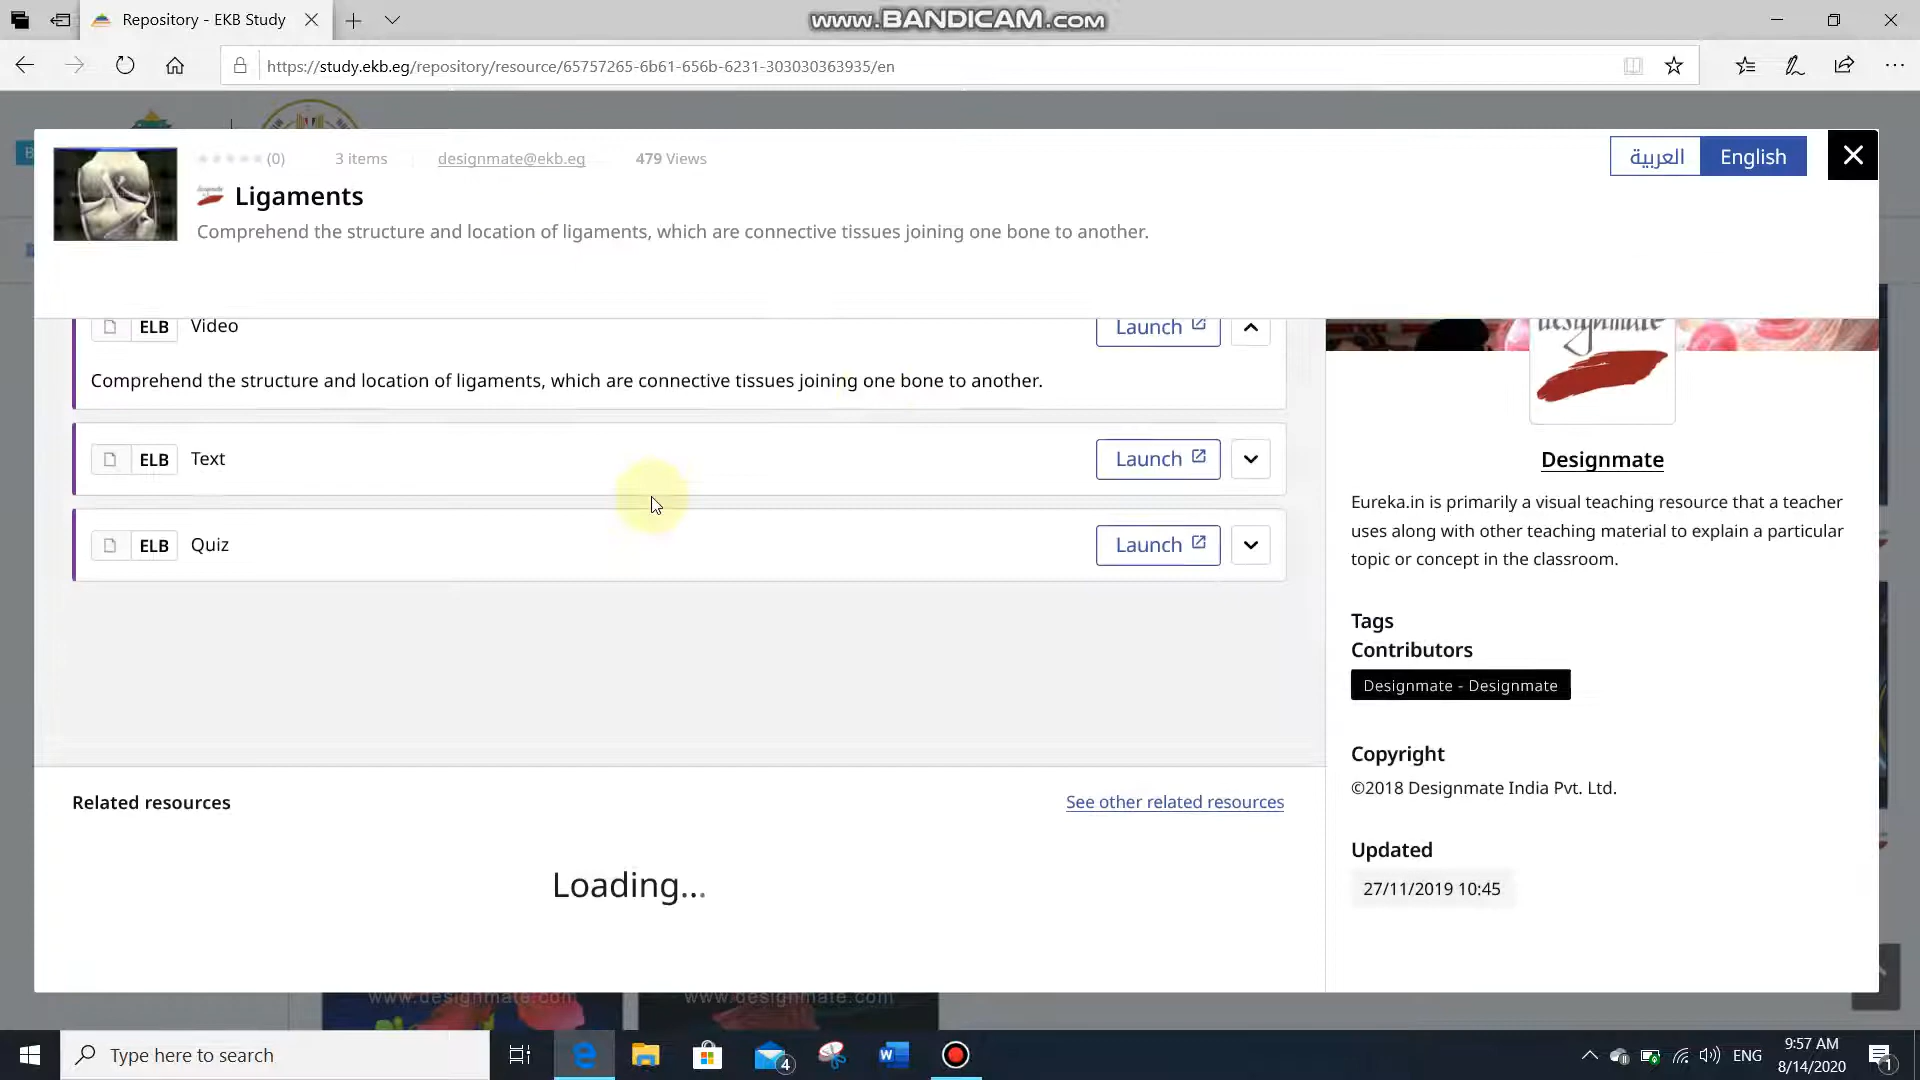 Repository - EKB Study
www.BANDICAM.com
https://study.ekb.eg/repository/resource/65757265-6b61-656b-6231-303030363935/en
(0)
3 items
designmate@ekb.eg
479 Views
العربية
English
Ligaments
Comprehend the structure and location of ligaments, which are connective tissues joining one bone to another.
ELB
Video
Launch
Comprehend the structure and location of ligaments, which are connective tissues joining one bone to another.
ELB
Text
Launch
ELB
Quiz
Launch
Related resources
See other related resources
Loading...
designmate
Designmate
Eureka.in is primarily a visual teaching resource that a teacher
uses along with other teaching material to explain a particular
topic or concept in the classroom.
Tags
Contributors
Designmate - Designmate
Copyright
©2018 Designmate India Pvt. Ltd.
Updated
27/11/2019 10:45
www.designmate.com
www.designmate.com
Type here to search
4
ENG
9:57 AM
8/14/2020
1